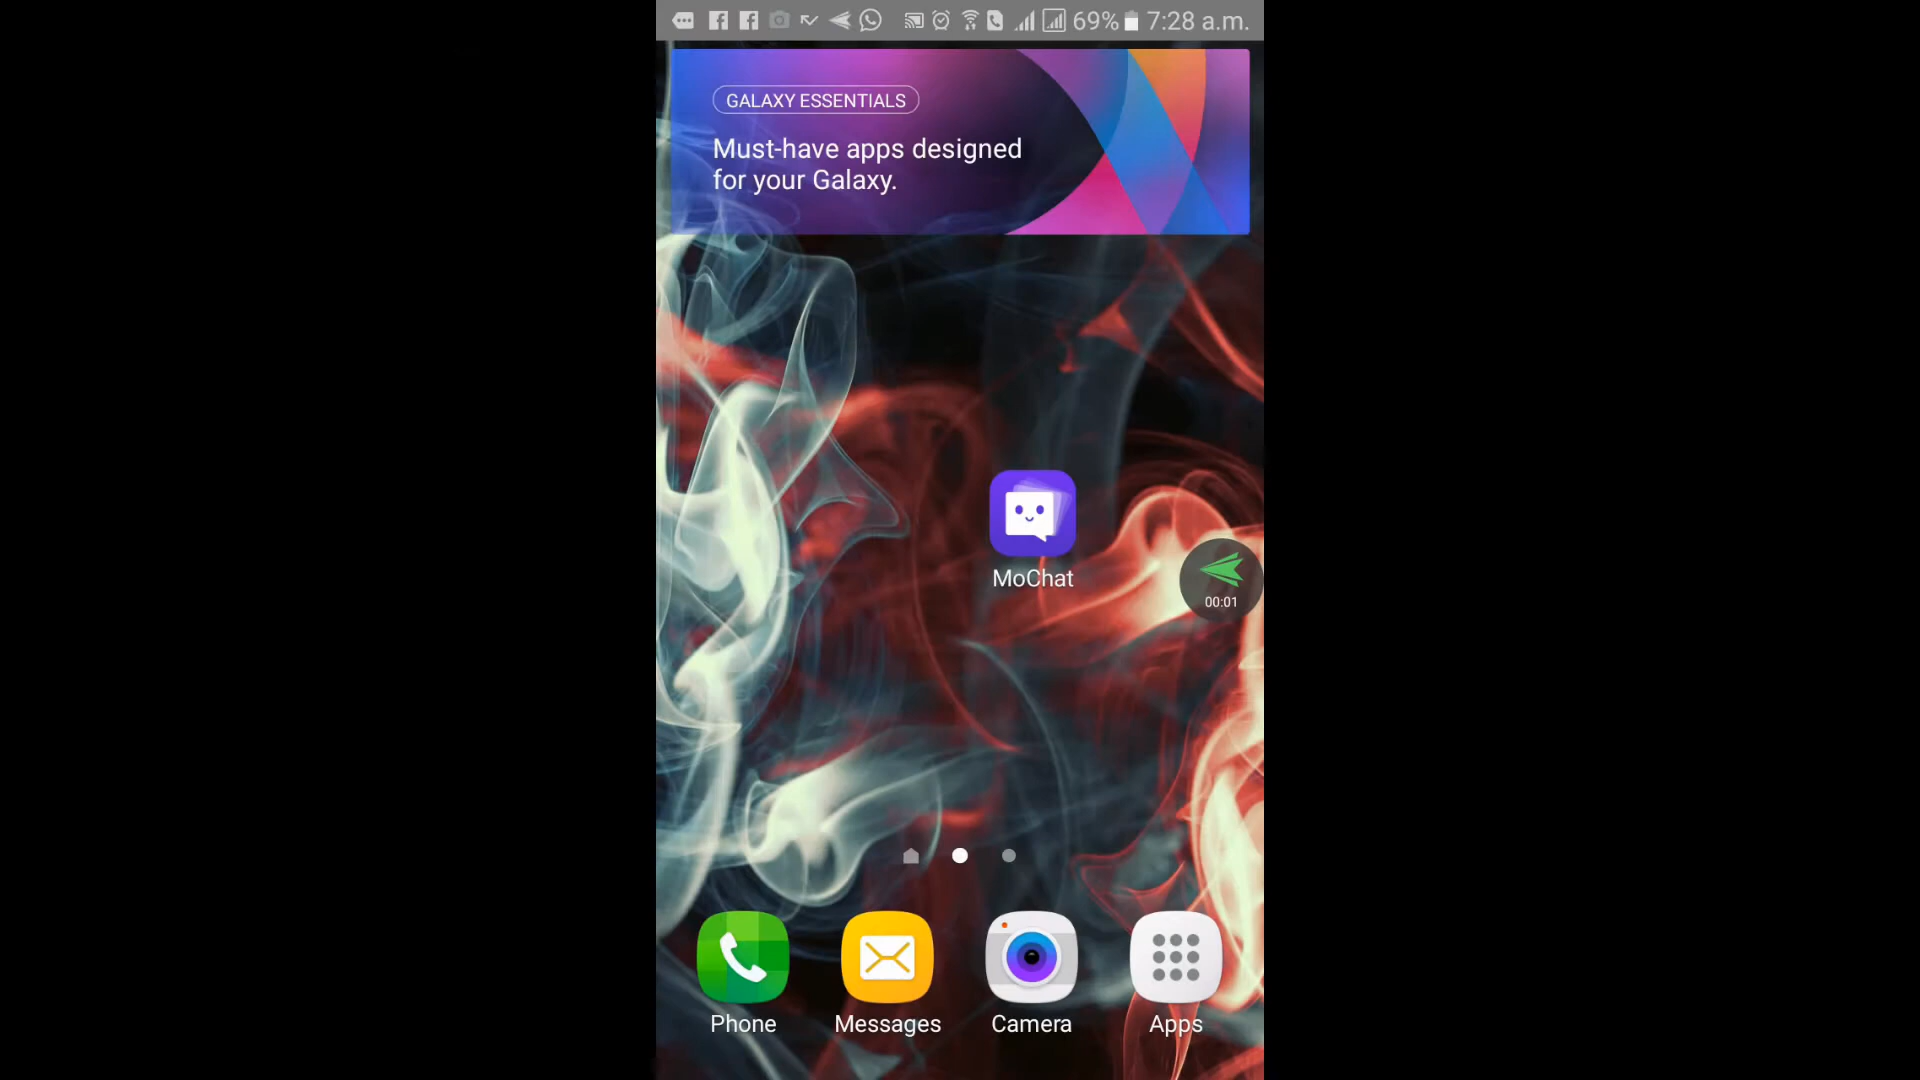 69% 7:28 a.m.
GALAXY ESSENTIALS
Must-have apps designed
for your Galaxy.
MoChat
00:01
Phone
Messages
Camera
Apps